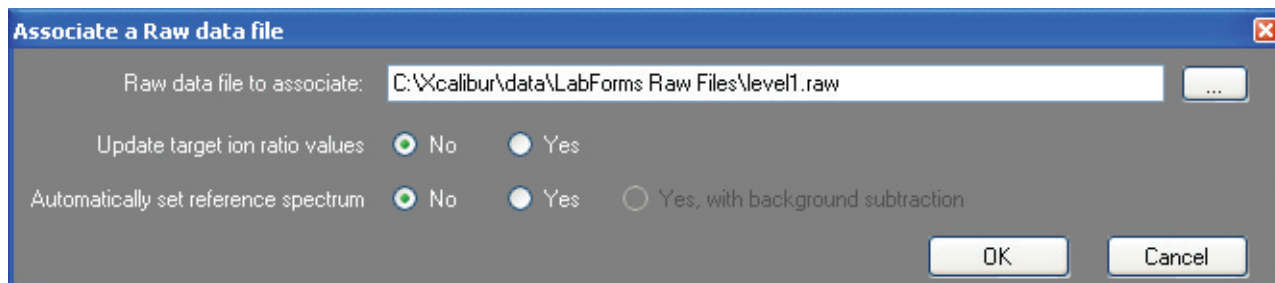 Associate a Raw data file
Raw data file to associate: C:\Xcalibur\data\LabForms Raw Files\level1.raw ...
Update target ion ratio values No Yes
Automatically set reference spectrum No Yes Yes, with background subtraction
OK Cancel